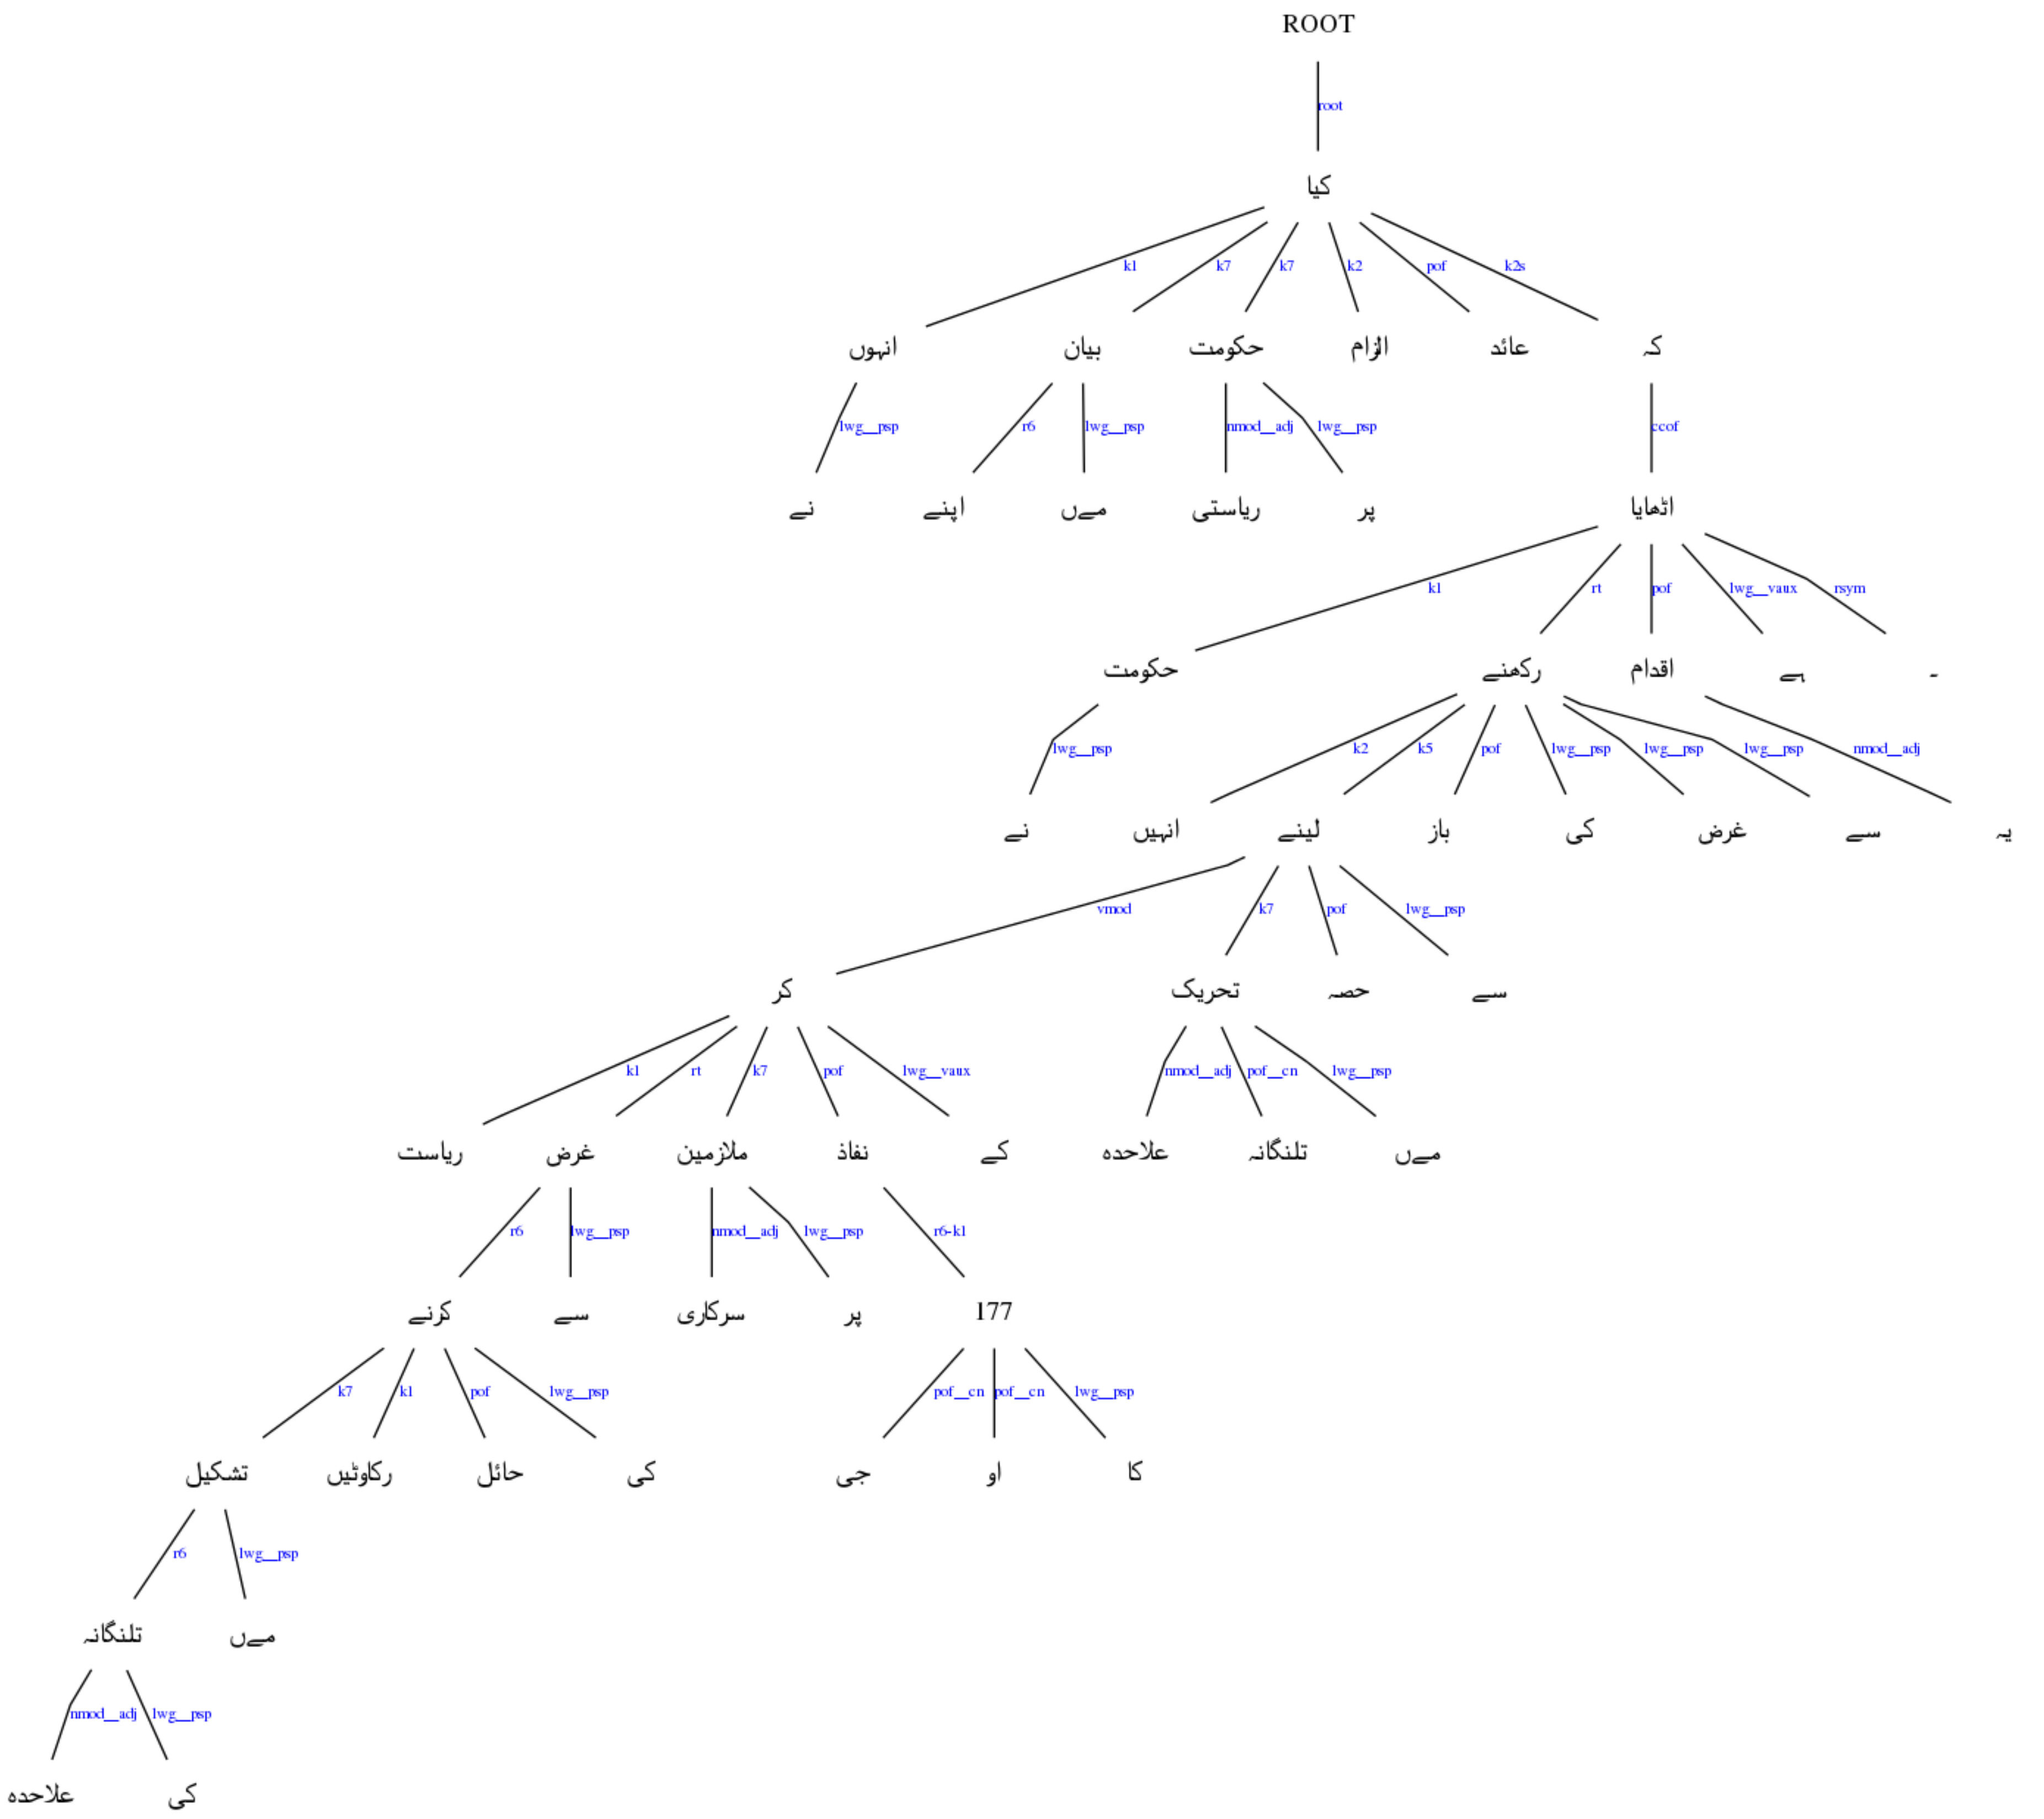 ROOT
root
کیا
k1 k7 k7 k2 pof k2s
انہوں بیان حکومت الزام عائد کہ
lwg__psp r6 lwg__psp nmod__adj lwg__psp ccof
نے اپنے مےں ریاستی پر اٹھایا
k1 rt pof lwg__vaux rsym
حکومت رکھنے اقدام ہے ۔
lwg__psp k2 k5 pof lwg__psp lwg__psp lwg__psp nmod__adj
نے انہیں لینے باز کی غرض سے یہ
vmod k7 pof lwg__psp
کر تحریک حصہ سے
k1 rt k7 pof lwg__vaux nmod__adj pof__cn lwg__psp
ریاست غرض ملازمین نفاذ کے علاحدہ تلنگانہ مےں
r6 lwg__psp nmod__adj lwg__psp r6-k1
کرنے سے سرکاری پر 177
k7 k1 pof lwg__psp pof__cn pof__cn lwg__psp
تشکیل رکاوٹیں حائل کی جی او کا
r6 lwg__psp
تلنگانہ مےں
nmod__adj lwg__psp
علاحدہ کی